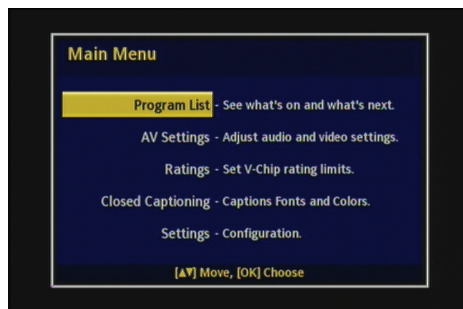 Main Menu
Program List - See what's on and what's next.
AV Settings - Adjust audio and video settings.
Ratings - Set V-Chip rating limits.
Closed Captioning - Captions Fonts and Colors.
Settings - Configuration.
[▲▼] Move, [OK] Choose